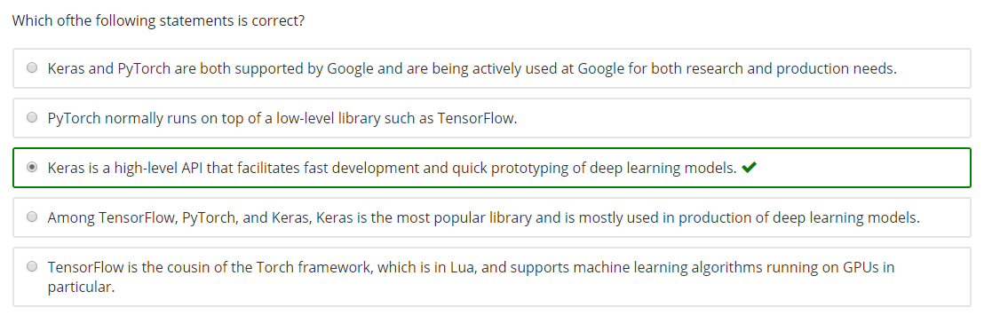 Which ofthe following statements is correct?
Keras and PyTorch are both supported by Google and are being actively used at Google for both research and production needs.
PyTorch normally runs on top of a low-level library such as TensorFlow.
Keras is a high-level API that facilitates fast development and quick prototyping of deep learning models.
Among TensorFlow, PyTorch, and Keras, Keras is the most popular library and is mostly used in production of deep learning models.
TensorFlow is the cousin of the Torch framework, which is in Lua, and supports machine learning algorithms running on GPUs in
particular.